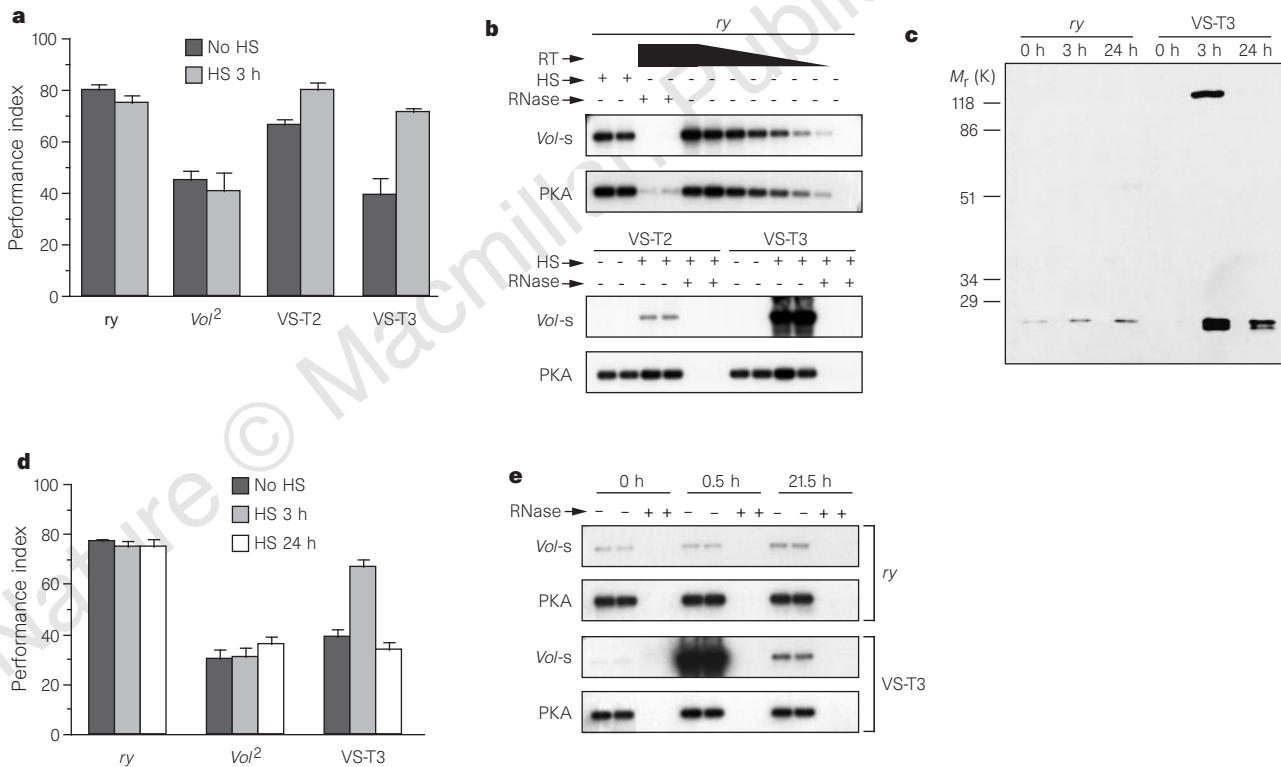 a
100
80
60
40
20
0
Performance index
No HS
HS 3 h
ry
Vol2
VS-T2
VS-T3
b
ry
RT
HS + + – – – – – – – – – –
RNase – – + + – – – – – – – –
Vol-s
PKA
VS-T2 VS-T3
HS – – + + + + – – + + + +
RNase – – – – + + – – – – + +
Vol-s
PKA
c
ry VS-T3
0 h 3 h 24 h 0 h 3 h 24 h
Mr (K)
118
86
51
34
29
d
100
80
60
40
20
0
Performance index
No HS
HS 3 h
HS 24 h
ry
Vol2
VS-T3
e
0 h 0.5 h 21.5 h
RNase – – + + – – + + – – + +
Vol-s
PKA
ry
Vol-s
PKA
VS-T3
Nature © Macmillan Publis